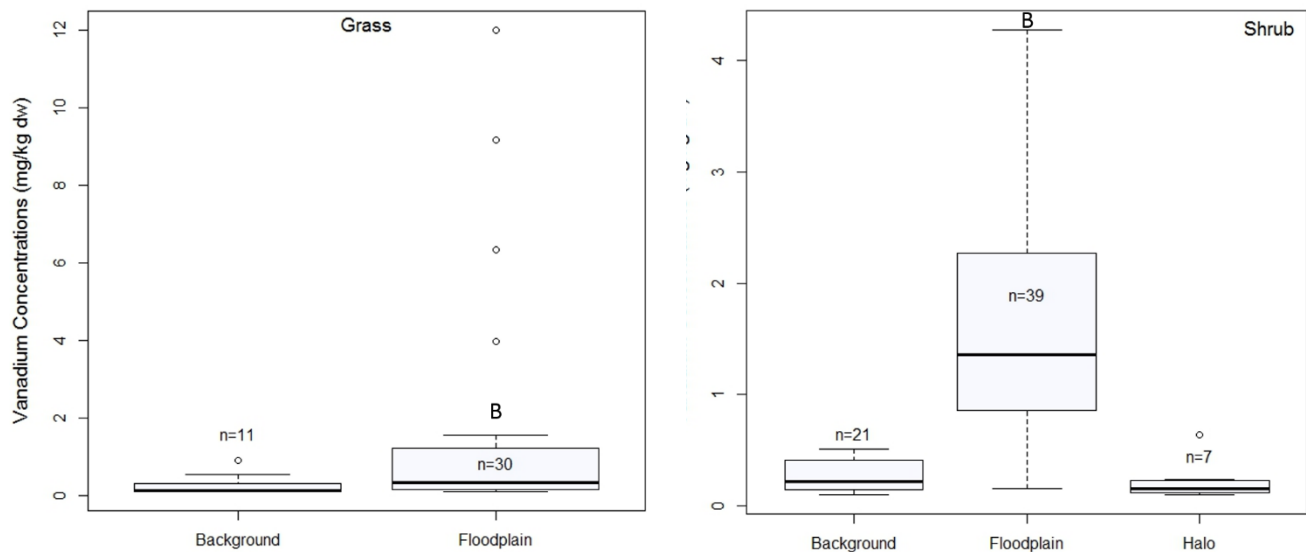 Grass
Vanadium Concentrations (mg/kg dw)
12
10
8
6
4
2
0
n=11
B
n=30
Background
Floodplain
B
Shrub
4
3
2
1
0
n=21
n=39
n=7
Background
Floodplain
Halo